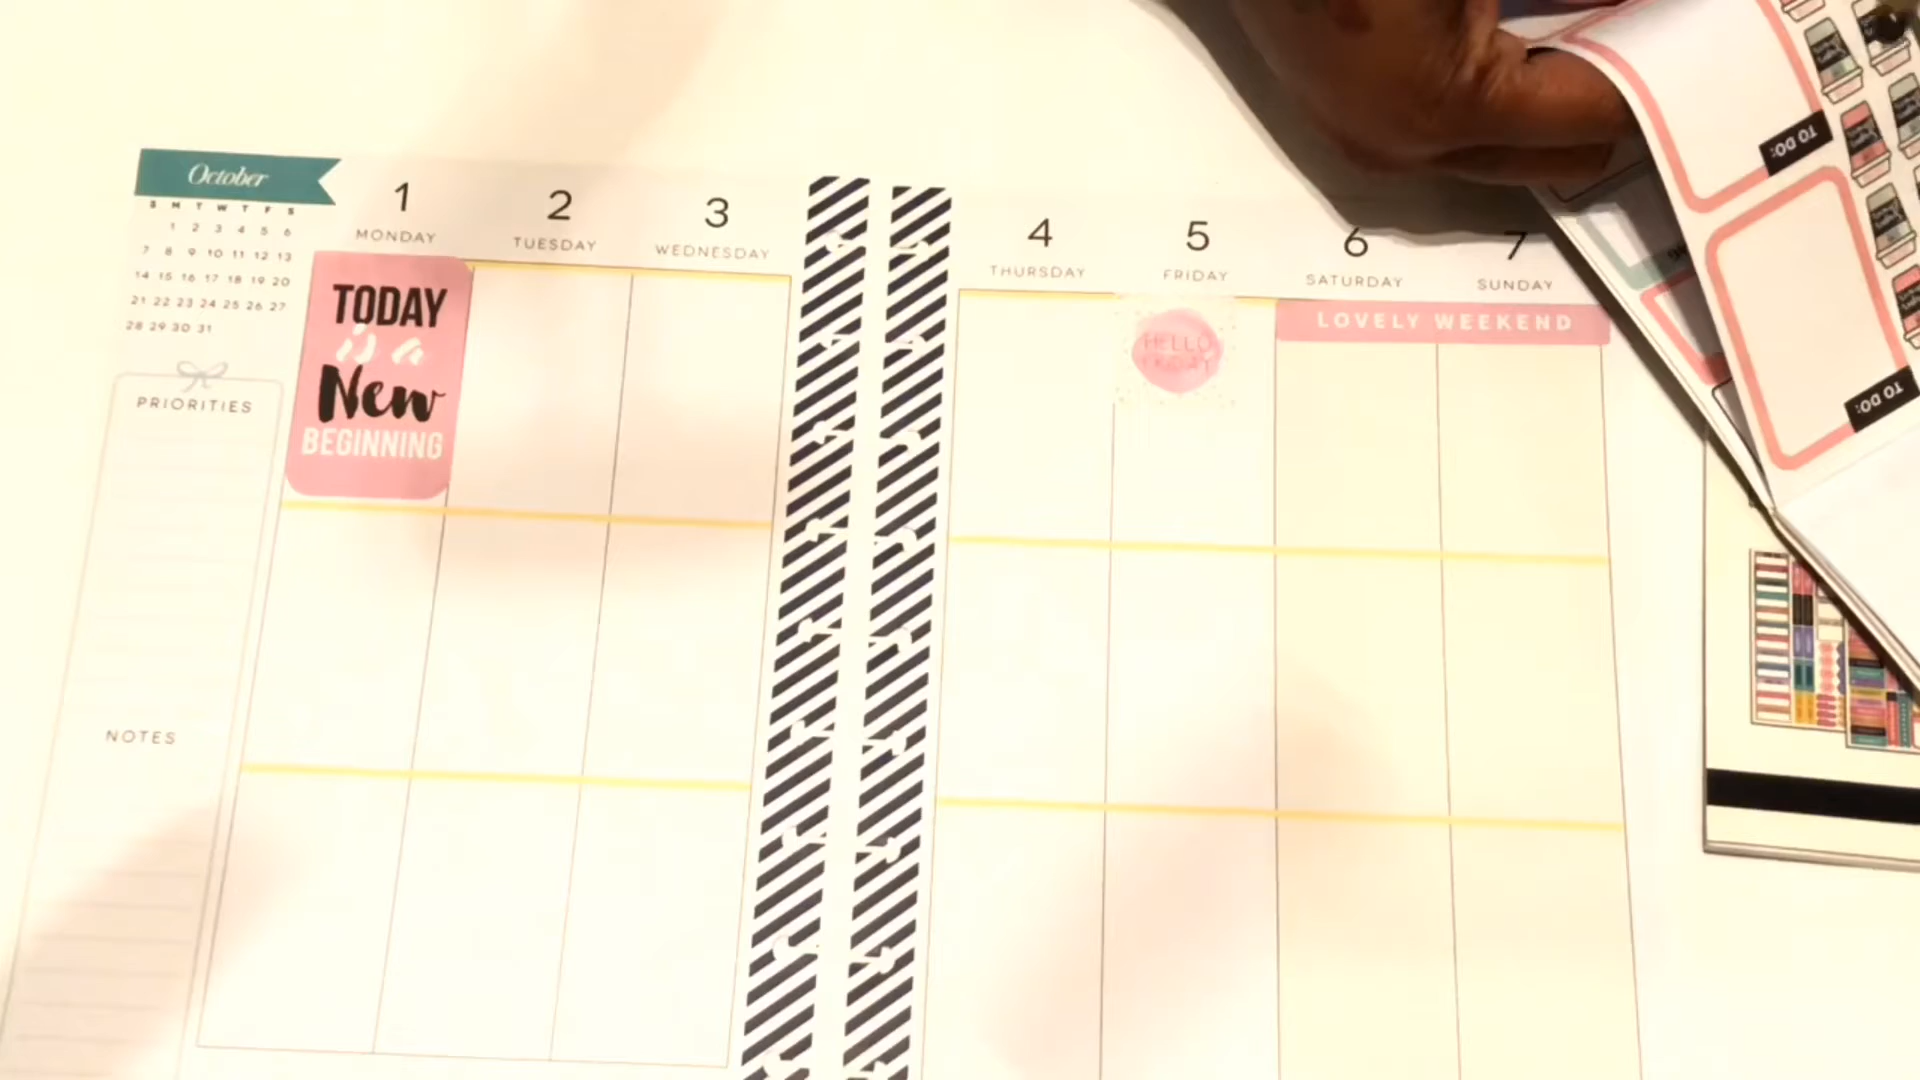 October
S M T W T F S
1 2 3 4 5 6
7 8 9 10 11 12 13
14 15 16 17 18 19 20
21 22 23 24 25 26 27
28 29 30 31
PRIORITIES
NOTES
1
MONDAY
2
TUESDAY
3
WEDNESDAY
TODAY
is a
New
BEGINNING
4
THURSDAY
5
FRIDAY
6
SATURDAY
7
SUNDAY
HELLO
FRIDAY
LOVELY WEEKEND
TO DO:
TO DO: